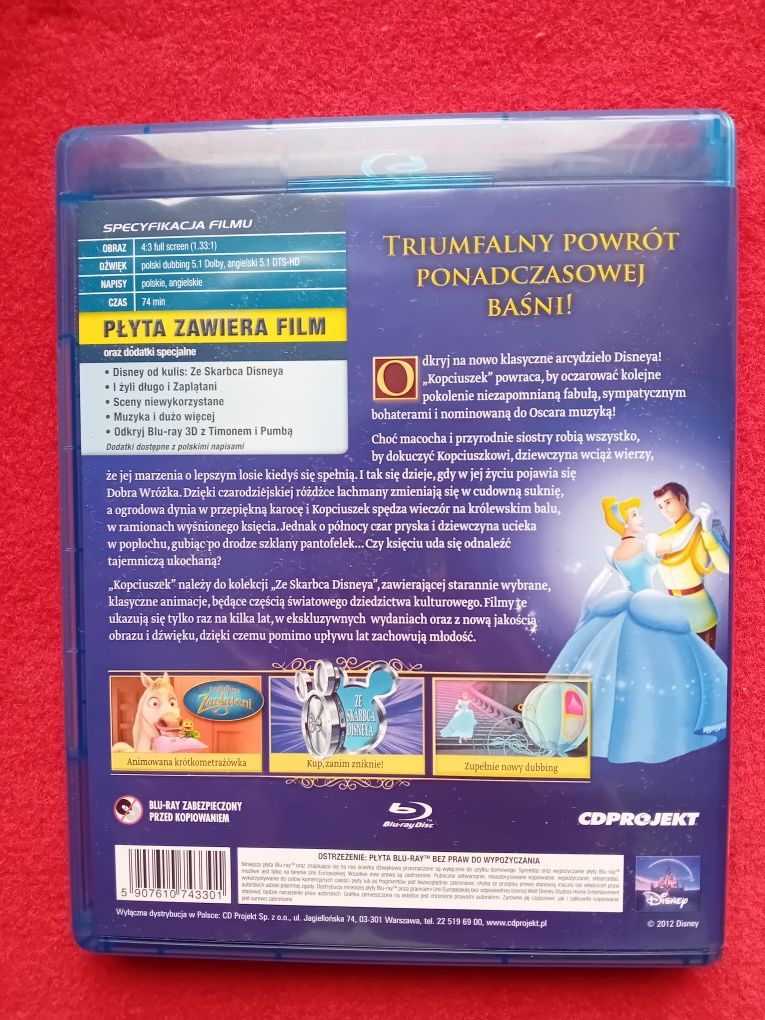 SPECYFIKACJA FILMU
OBRAZ 4:3 full screen (1.33:1)
DŹWIĘK polski dubbing 5.1 Dolby, angielski 5.1 DTS-HD
NAPISY polskie, angielskie
CZAS 74 min
PŁYTA ZAWIERA FILM
oraz dodatki specjalne
• Disney od kulis: Ze Skarbca Disneya
• I żyli długo i Zaplątani
• Sceny niewykorzystane
• Muzyka i dużo więcej
• Odkryj Blu-ray 3D z Timonem i Pumbą
Dodatki dostępne z polskimi napisami
TRIUMFALNY POWRÓT
PONADCZASOWEJ
BAŚNI!
Odkryj na nowo klasyczne arcydzieło Disneya!
„Kopciuszek” powraca, by oczarować kolejne
pokolenie niezapomnianą fabułą, sympatycznym
bohaterami i nominowaną do Oscara muzyką!
Choć macocha i przyrodnie siostry robią wszystko,
by dokuczyć Kopciuszkowi, dziewczyna wciąż wierzy,
że jej marzenia o lepszym losie kiedyś się spełnią. I tak się dzieje, gdy w jej życiu pojawia się
Dobra Wróżka. Dzięki czarodziejskiej różdżce łachmany zmieniają się w cudowną suknię,
a ogrodowa dynia w przepiękną karocę i Kopciuszek spędza wieczór na królewskim balu,
w ramionach wyśnionego księcia. Jednak o północy czar pryska i dziewczyna ucieka
w popłochu, gubiąc po drodze szklany pantofelek... Czy księciu uda się odnaleźć
tajemniczą ukochaną?
„Kopciuszek” należy do kolekcji „Ze Skarbca Disneya”, zawierającej starannie wybrane,
klasyczne animacje, będące częścią światowego dziedzictwa kulturowego. Filmy te
ukazują się tylko raz na kilka lat, w ekskluzywnych wydaniach oraz z nową jakością
obrazu i dźwięku, dzięki czemu pomimo upływu lat zachowują młodość.
Zaplątani
ZE
SKARBCA
DISNEYA
Animowana krótkometrażówka
Kup, zanim zniknie!
Zupełnie nowy dubbing
BLU-RAY ZABEZPIECZONY
PRZED KOPIOWANIEM
Blu-ray Disc
CDPROJEKT
5 907610 743301
OSTRZEŻENIE: PŁYTA BLU-RAY™ BEZ PRAW DO WYPOŻYCZANIA
Disney
Wyłączna dystrybucja w Polsce: CD Projekt Sp. z o.o., ul. Jagiellońska 74, 03-301 Warszawa, tel. 22 519 69 00, www.cdprojekt.pl
© 2012 Disney